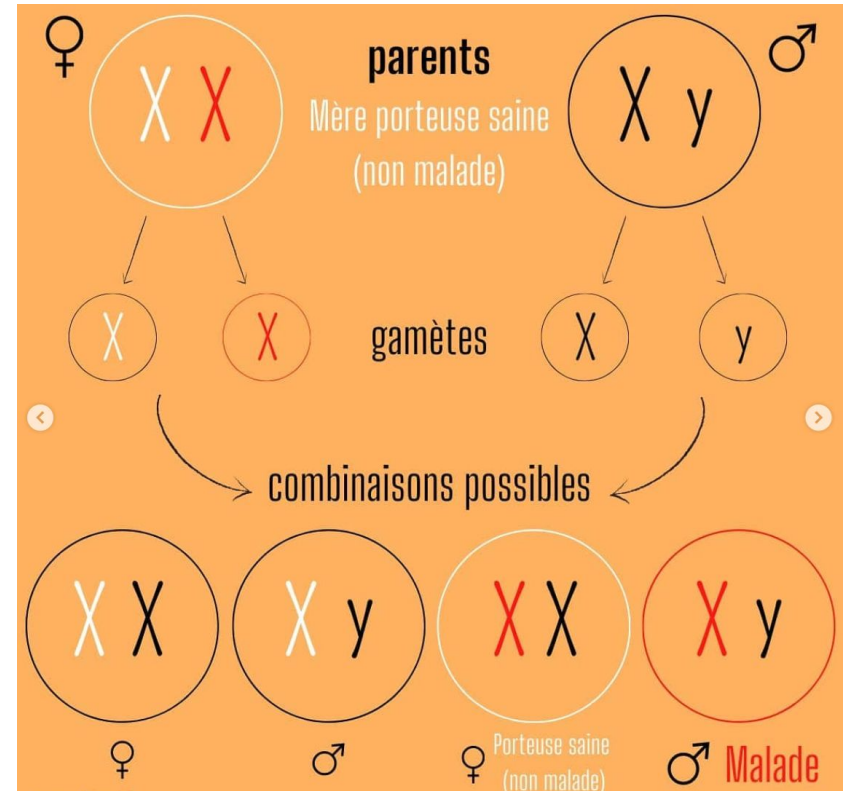 parents
Mère porteuse saine
(non malade)
X X
X y
X
X
gamètes
X
y
combinaisons possibles
X X
X y
X X
X y
Porteuse saine
(non malade)
Malade